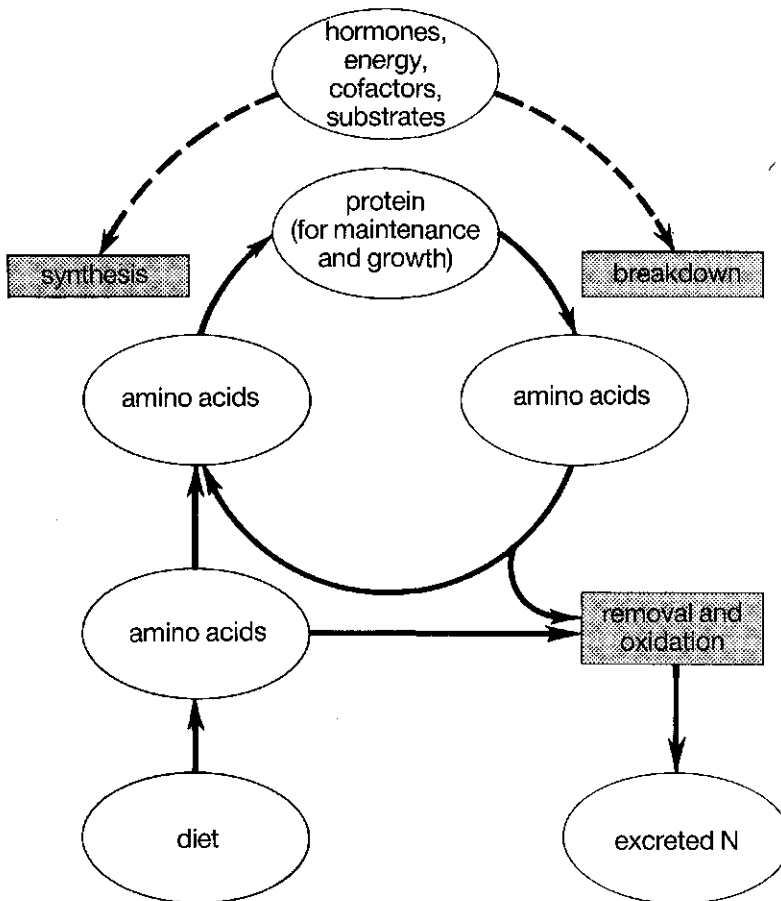 hormones,
energy,
cofactors,
substrates
protein
(for maintenance
and growth)
synthesis
breakdown
amino acids
amino acids
amino acids
removal and
oxidation
diet
excreted N